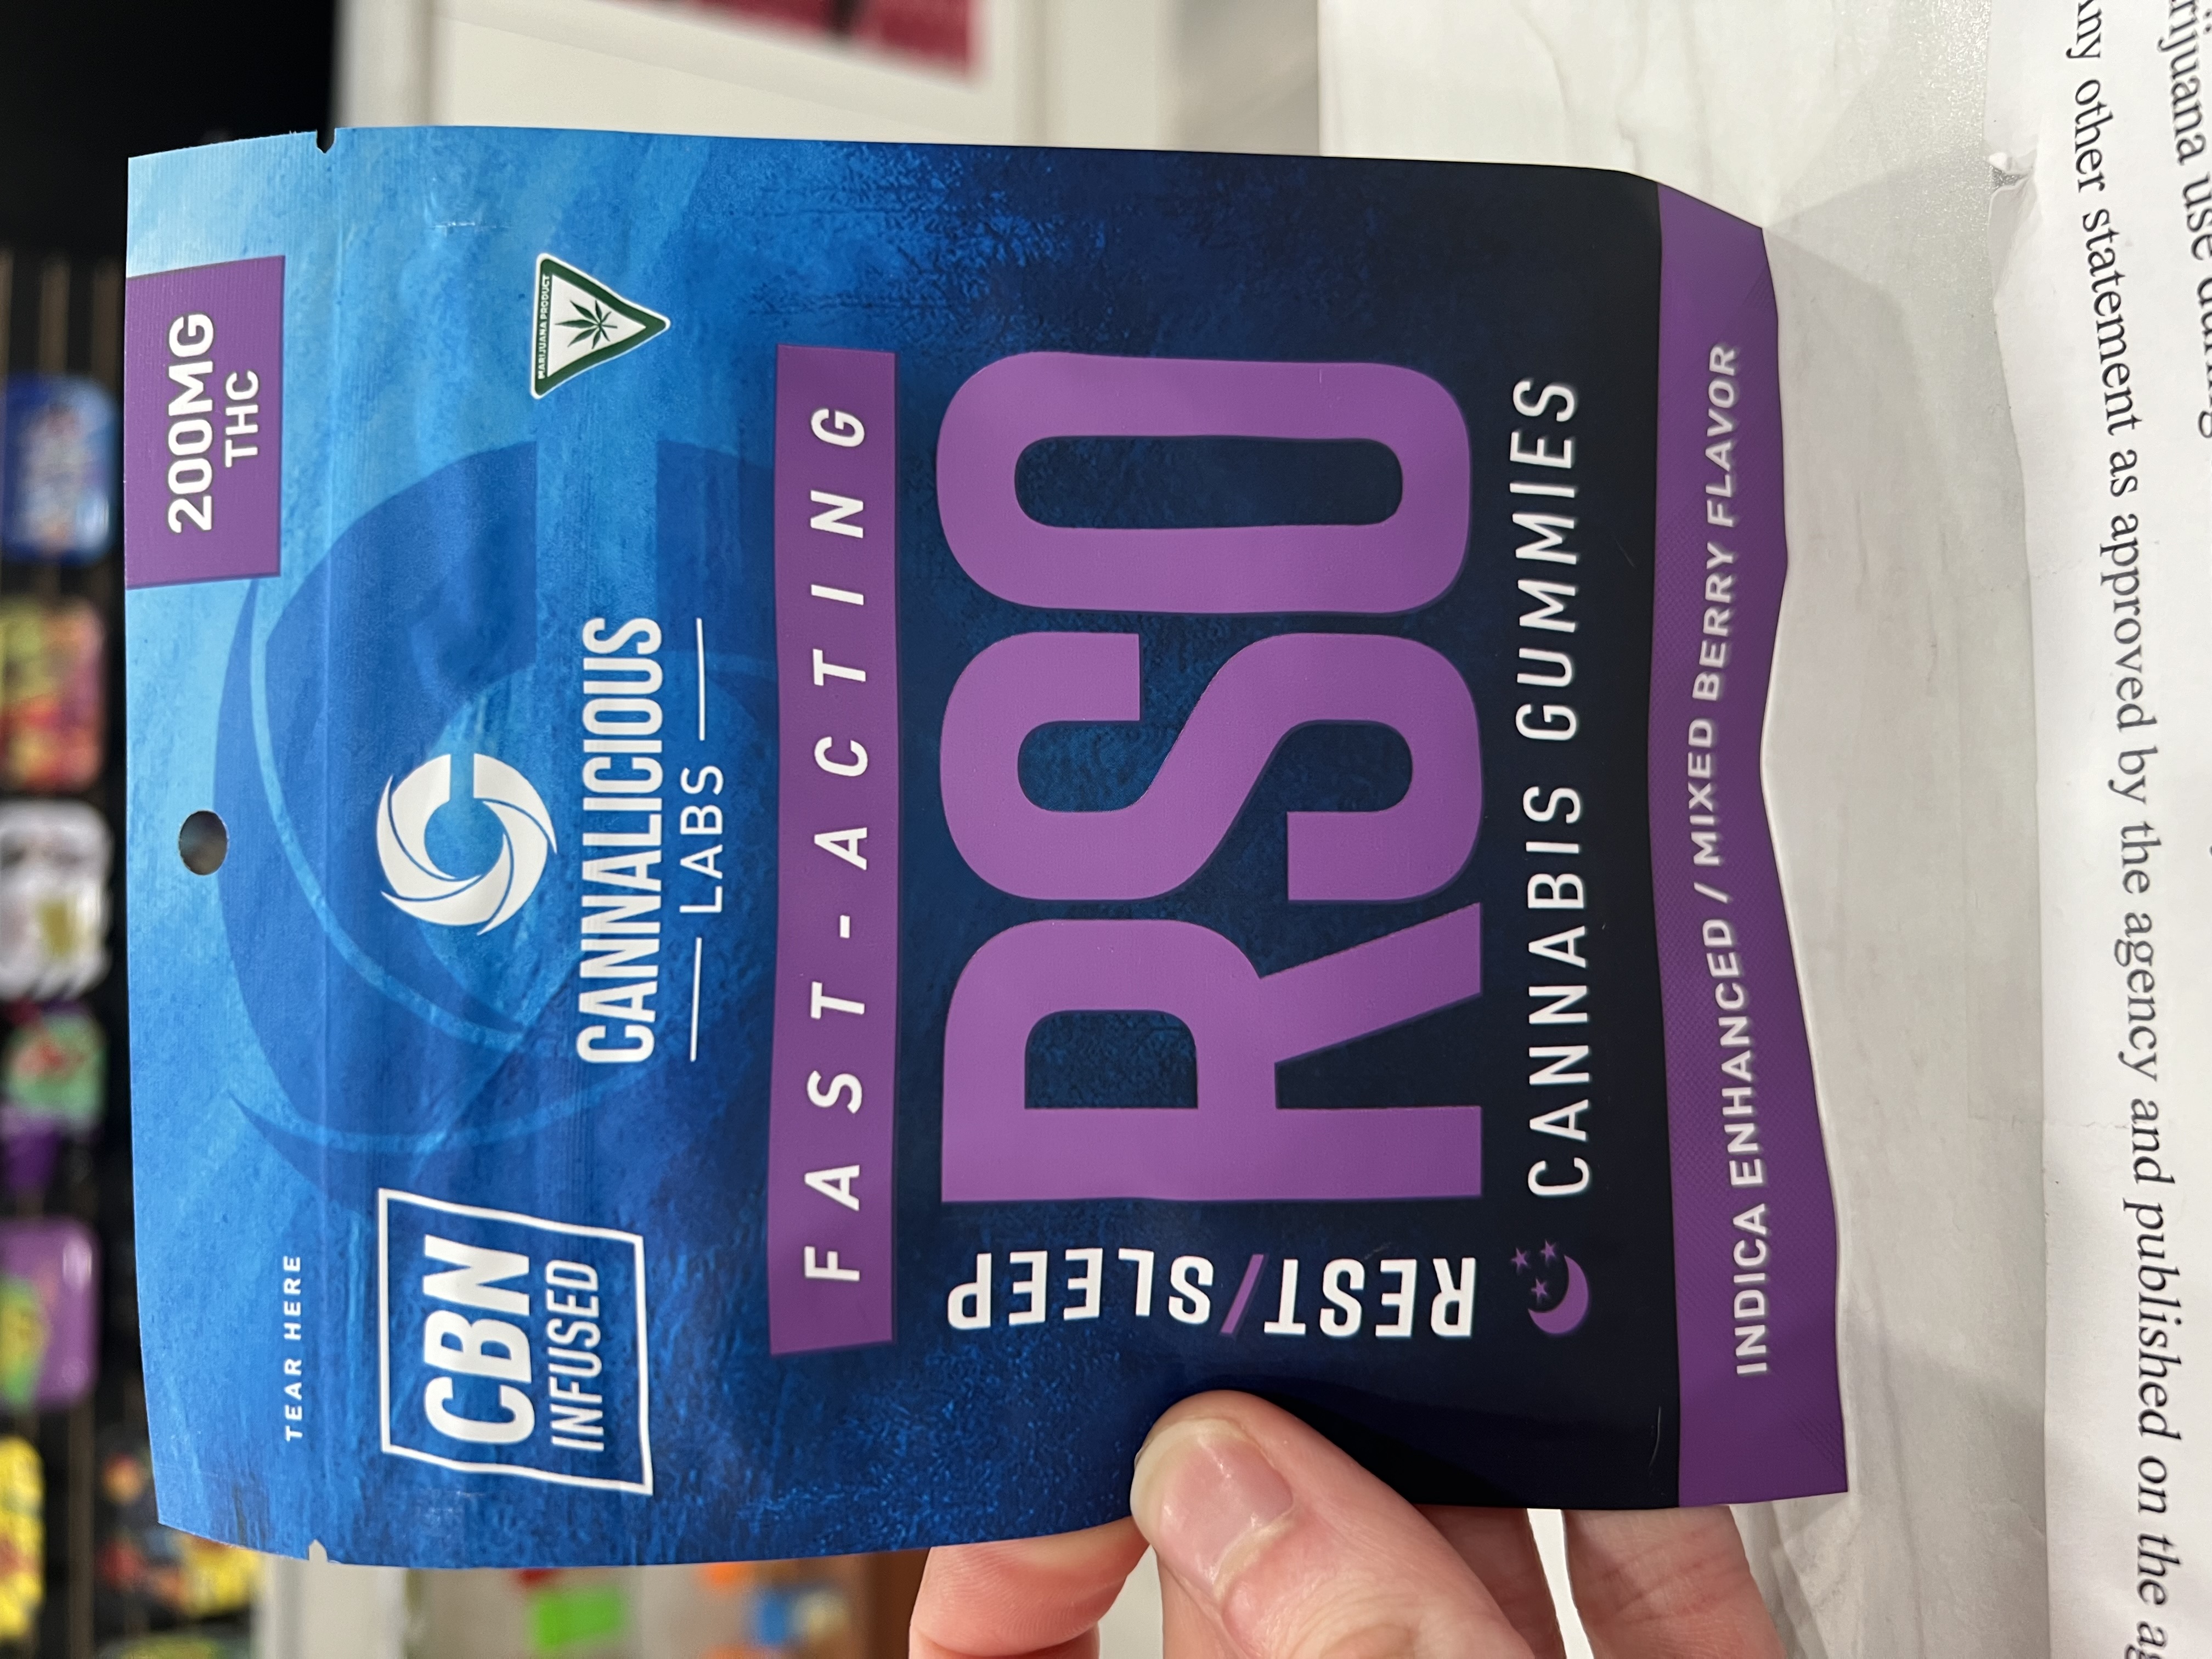 200MG
THC
TEAR HERE
CBN
INFUSED
CANNALICIOUS
LABS
MARIJUANA PRODUCT
FAST-ACTING
REST/SLEEP
RSO
CANNABIS GUMMIES
INDICA ENHANCED / MIXED BERRY FLAVOR
other statement as approved by the agency and published on the